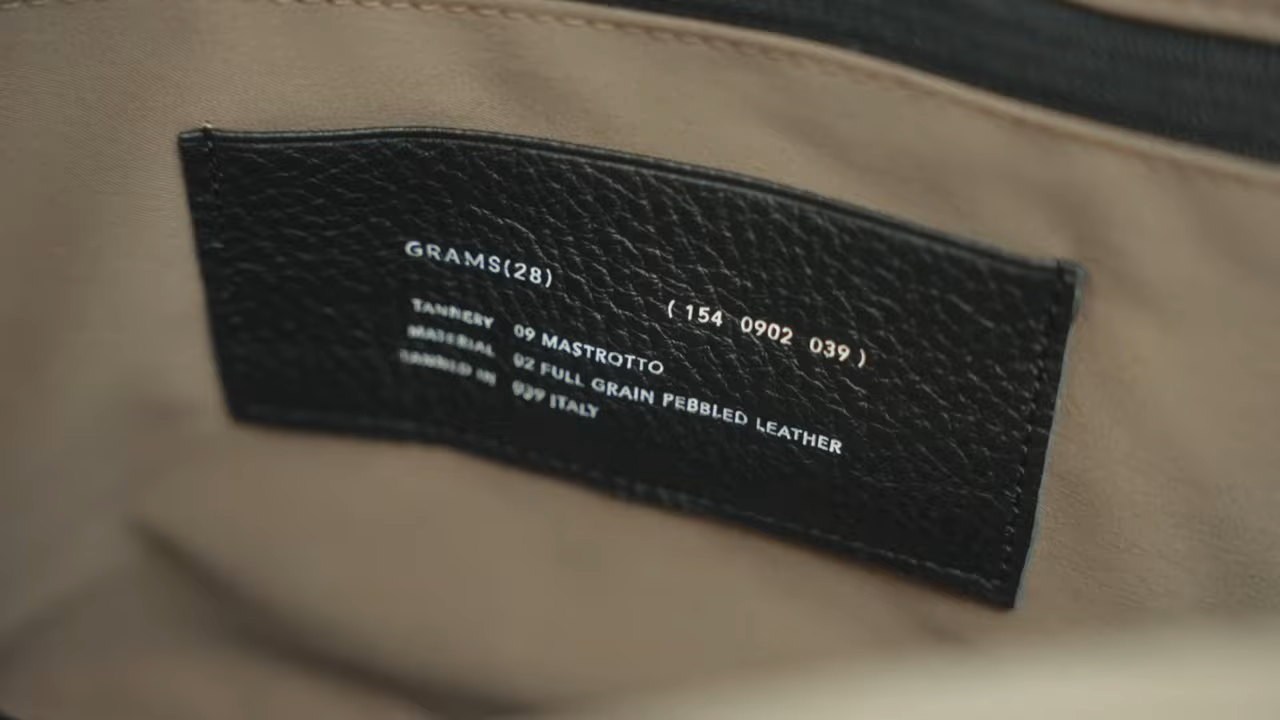 GRAMS(28)
( 154 0902 039 )
TANNERY 09 MASTROTTO
MATERIAL 02 FULL GRAIN PEBBLED LEATHER
TANNED IN 039 ITALY